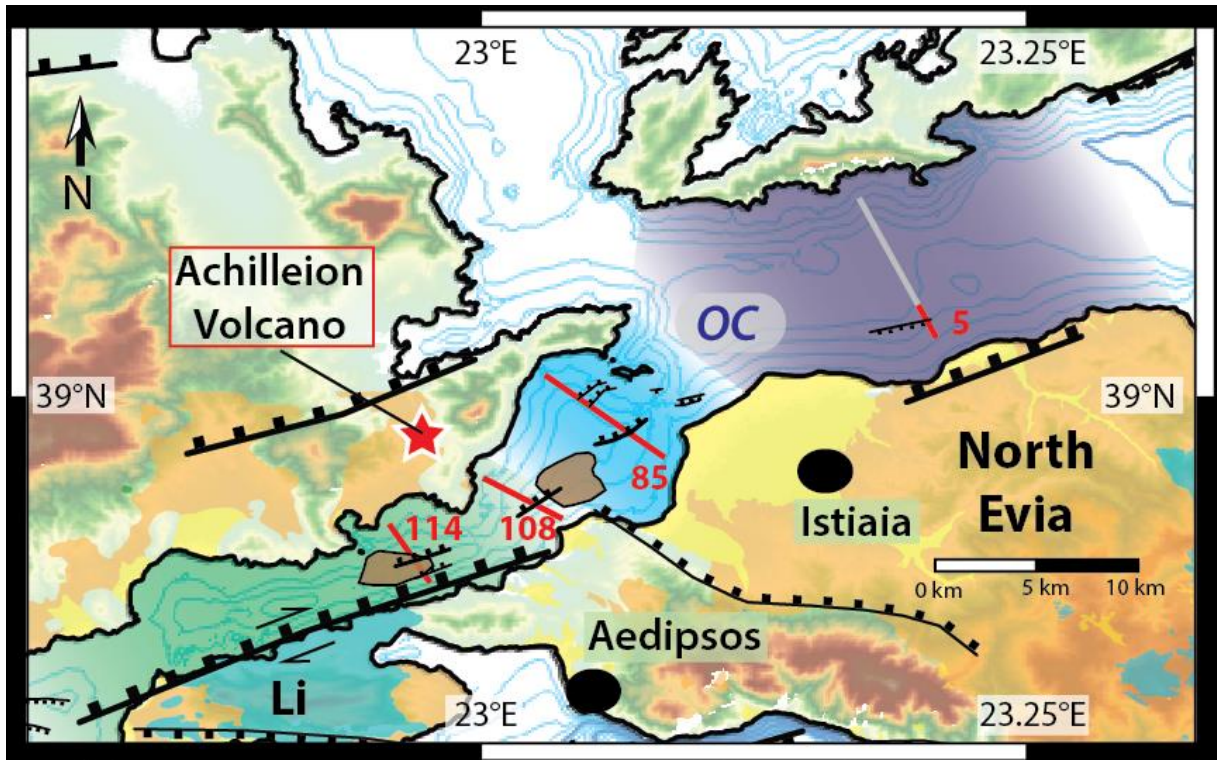 23°E
23.25°E
N
Achilleion
Volcano
OC
5
39°N
39°N
85
North
Evia
Istiaia
114
108
0 km
5 km
10 km
Aedipsos
Li
23°E
23.25°E